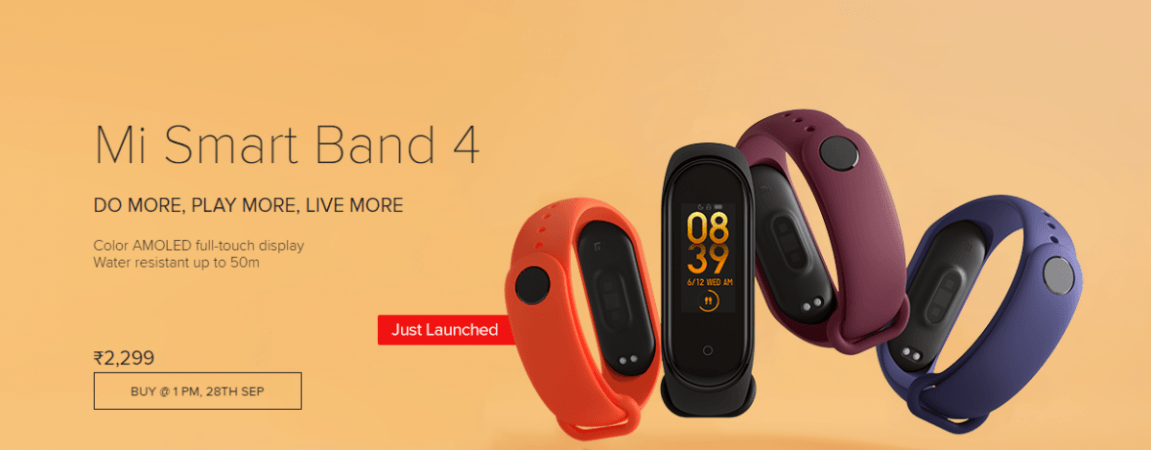 Mi Smart Band 4
DO MORE, PLAY MORE, LIVE MORE
Color AMOLED full-touch display
Water resistant up to 50m
Just Launched
₹2,299
BUY @ 1 PM, 28TH SEP
08
39
6/12 WED AM